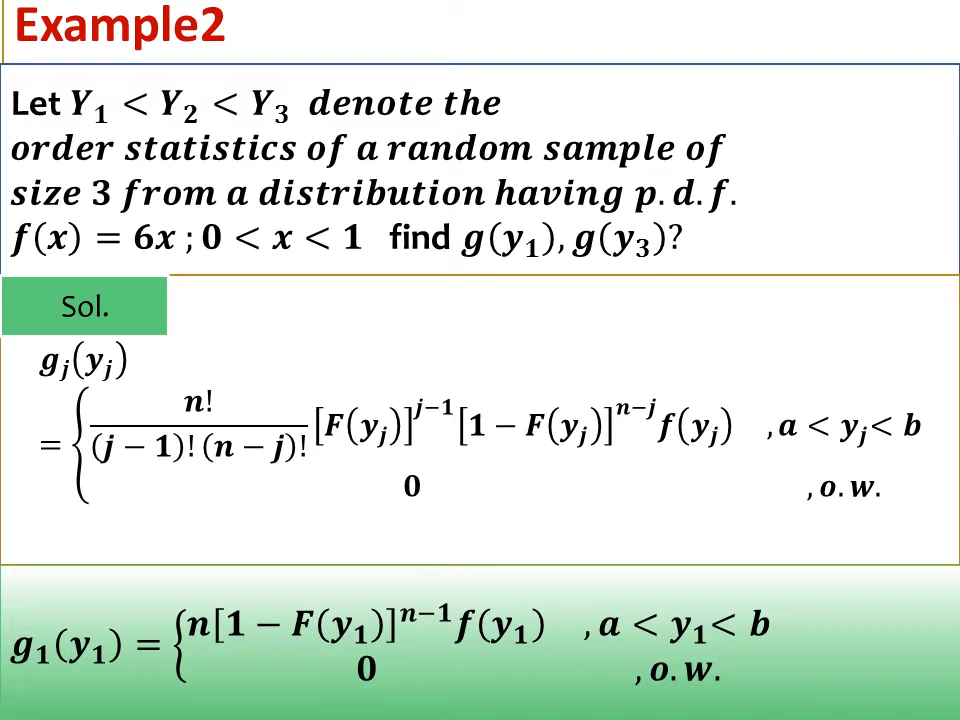 Example2
Let Y₁ < Y₂ < Y₃ denote the
order statistics of a random sample of
size 3 from a distribution having p.d.f.
f(x) = 6x ; 0 < x < 1 find g(y₁), g(y₃)?
Sol.
gⱼ(yⱼ)
= { n! / (j − 1)! (n − j)! [F(yⱼ)]^{j−1} [1 − F(yⱼ)]^{n−j} f(yⱼ) , a < yⱼ < b
0 , o.w.
g₁(y₁) = { n[1 − F(y₁)]^{n−1} f(y₁) , a < y₁ < b
0 , o.w.